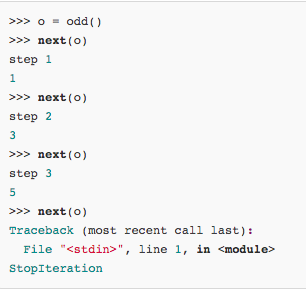 >>> o = odd()
>>> next(o)
step 1
1
>>> next(o)
step 2
3
>>> next(o)
step 3
5
>>> next(o)
Traceback (most recent call last):
  File "<stdin>", line 1, in <module>
StopIteration